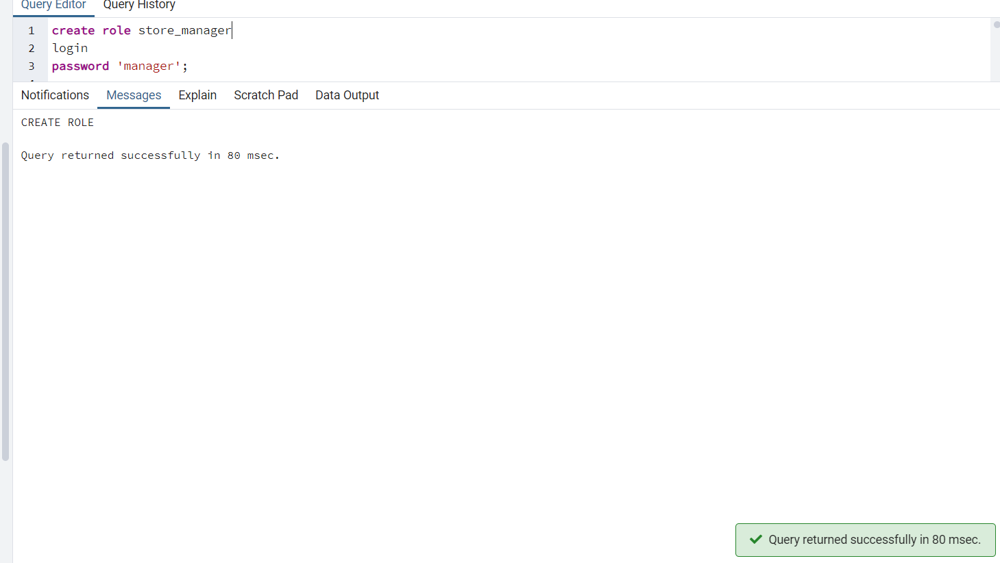 Query Editor Query History
1 create role store_manager
2 login
3 password 'manager';
Notifications Messages Explain Scratch Pad Data Output
CREATE ROLE
Query returned successfully in 80 msec.
Query returned successfully in 80 msec.